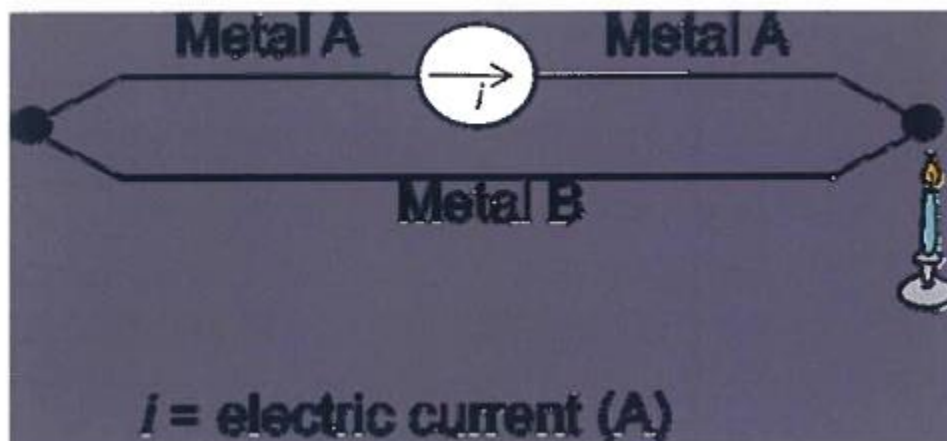 Metal A Metal A
i
Metal B
i = electric current (A)